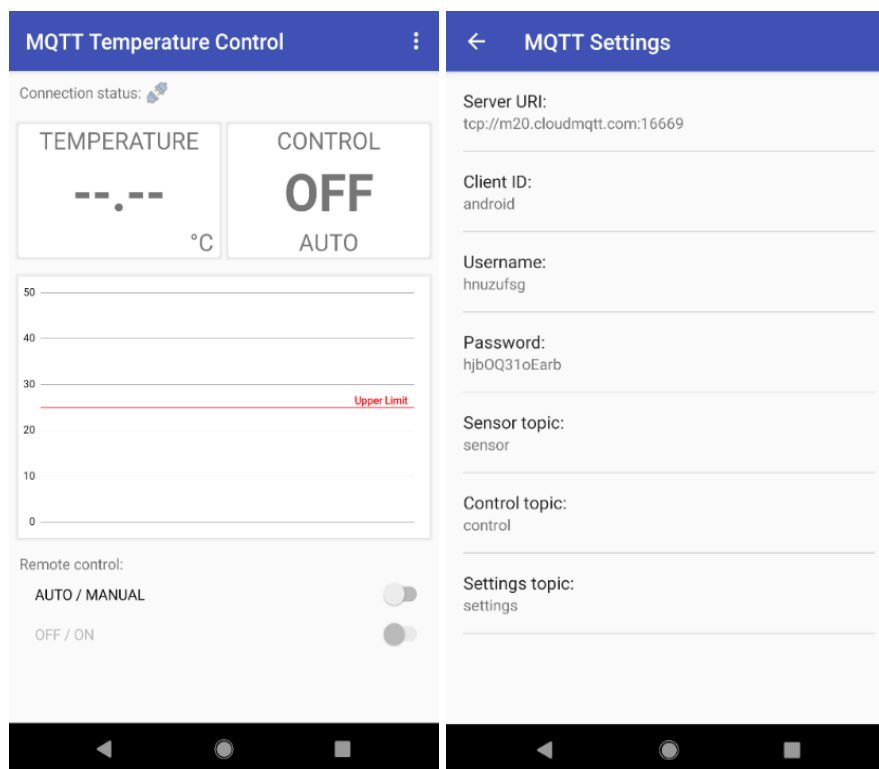 MQTT Temperature Control
Connection status:
TEMPERATURE
--.--
°C
CONTROL
OFF
AUTO
50
40
30
Upper Limit
20
10
0
Remote control:
AUTO / MANUAL
OFF / ON
MQTT Settings
Server URI:
tcp://m20.cloudmqtt.com:16669
Client ID:
android
Username:
hnuzufsg
Password:
hjbOQ31oEarb
Sensor topic:
sensor
Control topic:
control
Settings topic:
settings